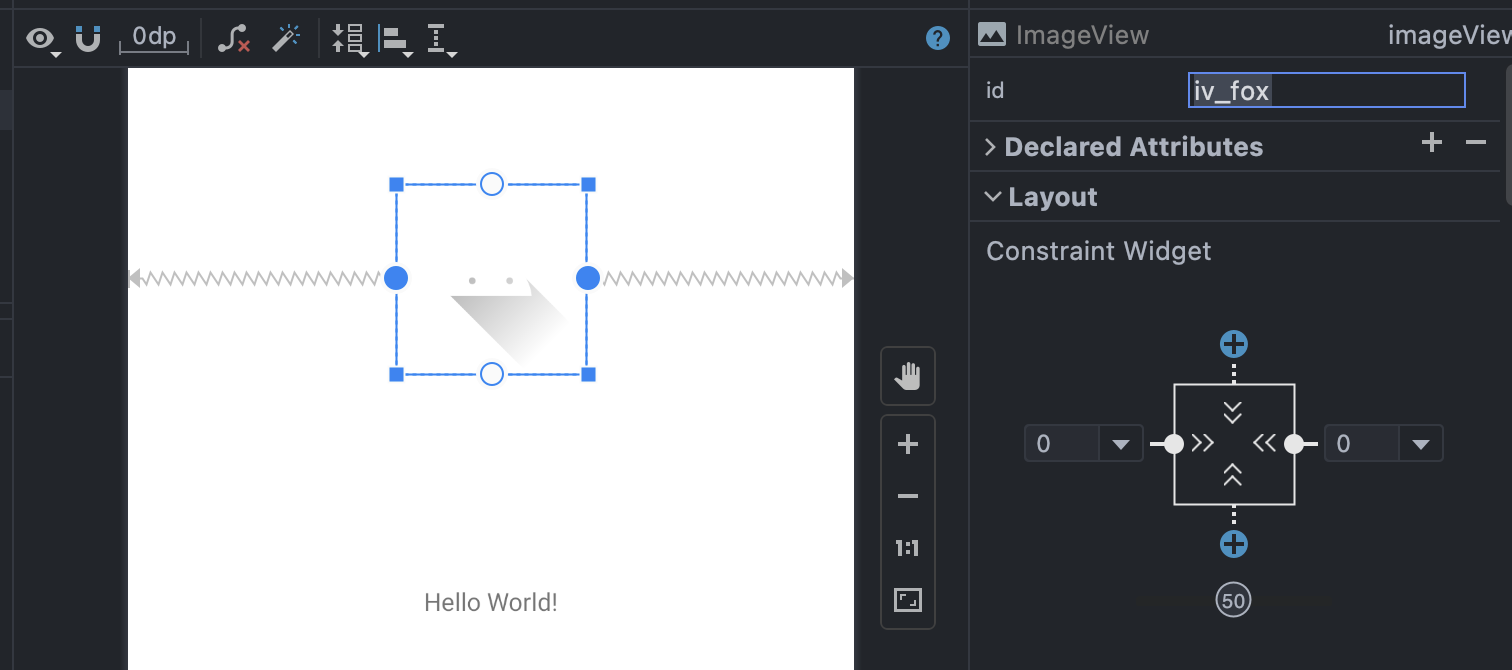 0dp
?
ImageView
imageView
id
iv_fox
Declared Attributes
Layout
Constraint Widget
0
0
50
1:1
Hello World!